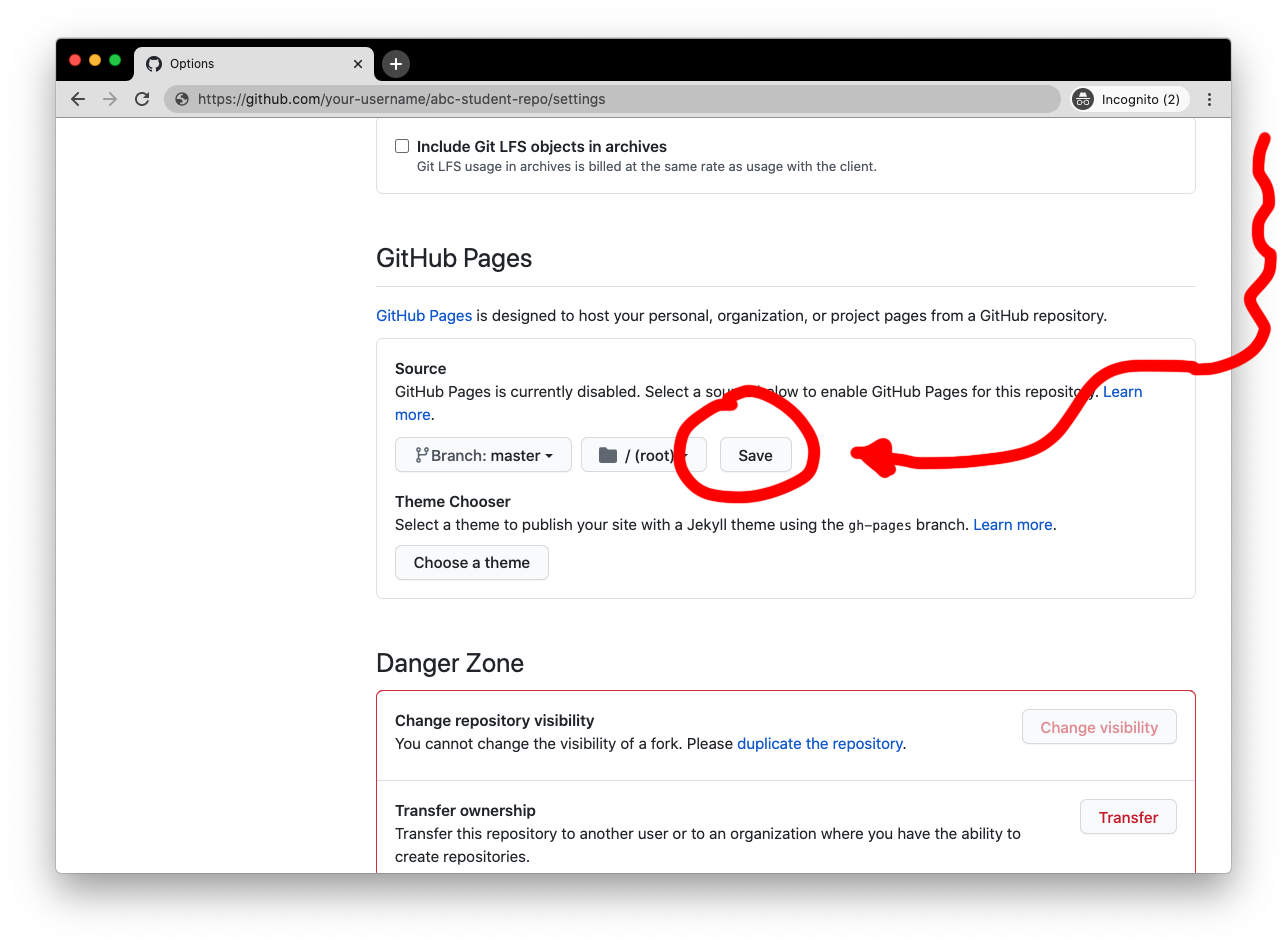 Options
https://github.com/your-username/abc-student-repo/settings
Incognito (2)
Include Git LFS objects in archives
Git LFS usage in archives is billed at the same rate as usage with the client.
GitHub Pages
GitHub Pages is designed to host your personal, organization, or project pages from a GitHub repository.
Source
GitHub Pages is currently disabled. Select a source below to enable GitHub Pages for this repository. Learn
more.
Branch: master
/ (root)
Save
Theme Chooser
Select a theme to publish your site with a Jekyll theme using the gh-pages branch. Learn more.
Choose a theme
Danger Zone
Change repository visibility
You cannot change the visibility of a fork. Please duplicate the repository.
Change visibility
Transfer ownership
Transfer this repository to another user or to an organization where you have the ability to
create repositories.
Transfer